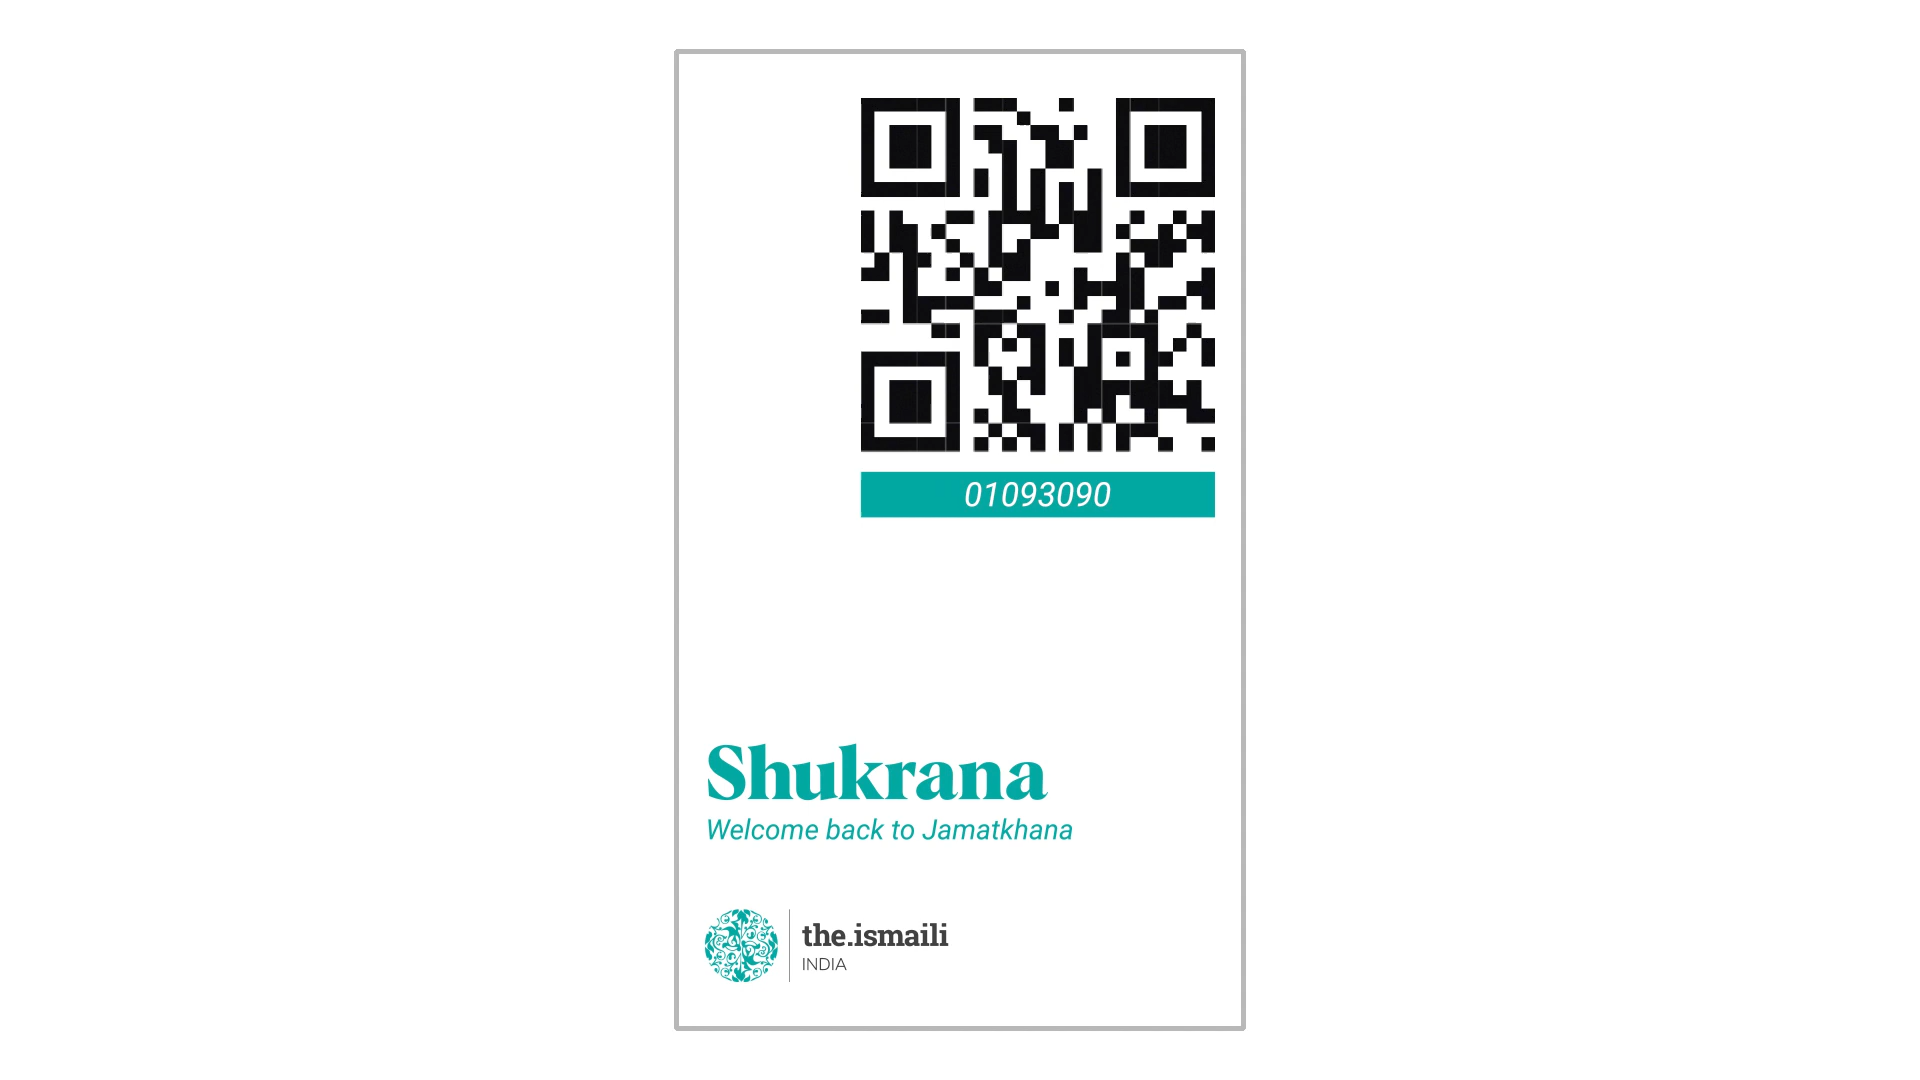 01093090
Shukrana
Welcome back to Jamatkhana
the.ismaili
INDIA